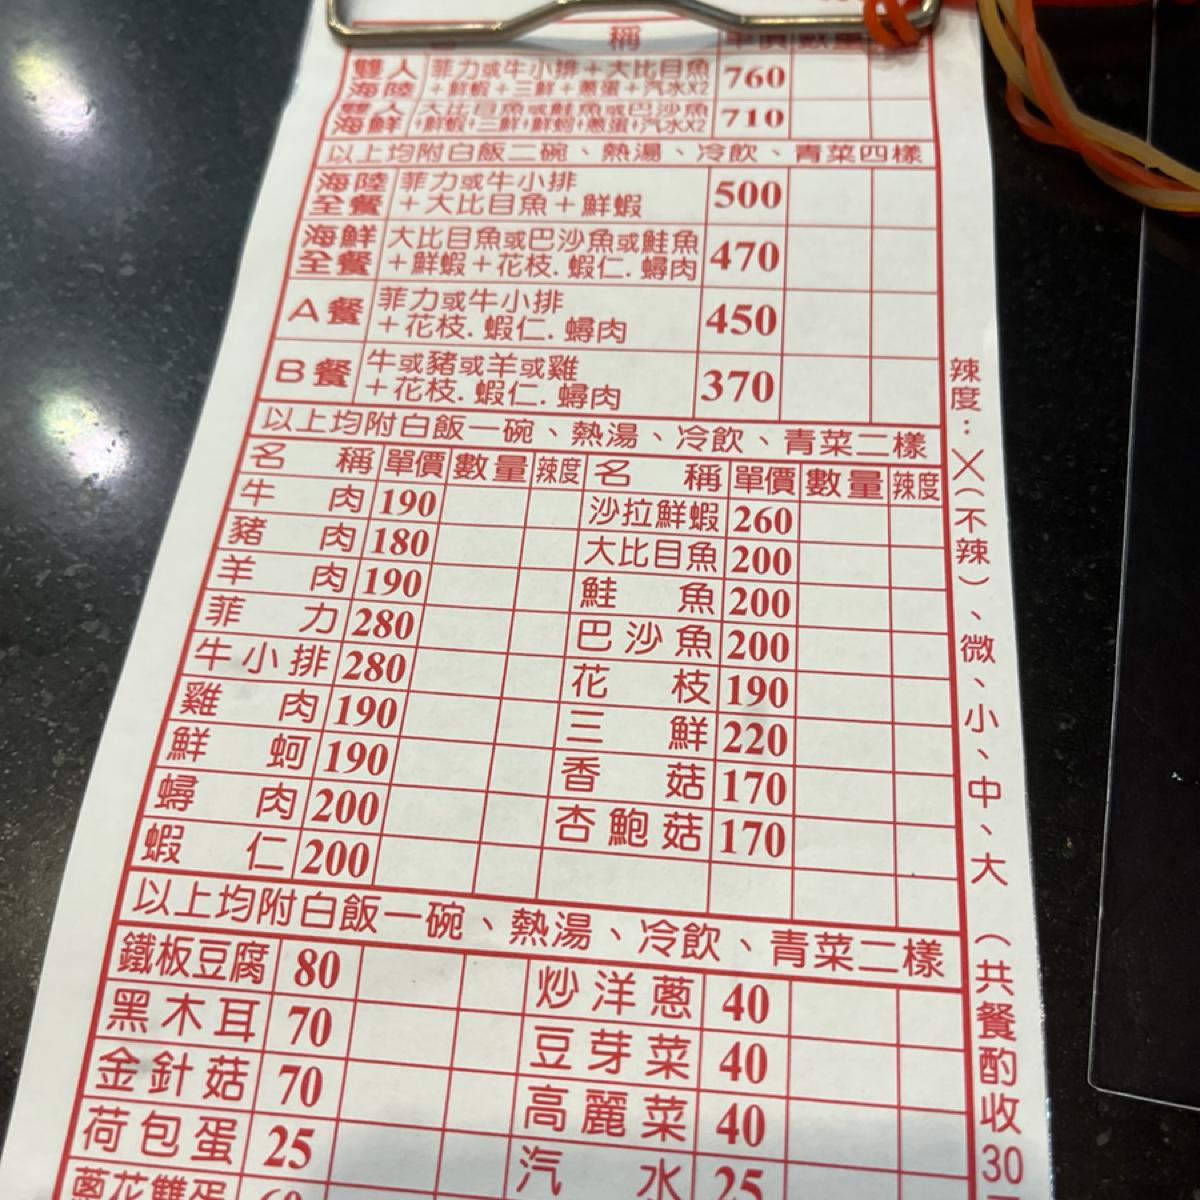 名 稱 單價 數量
雙人海陸 菲力或牛小排＋大比目魚＋鮮蝦＋三鮮＋蔥蛋＋汽水X2 760
雙人海鮮 大比目魚或鮭魚或巴沙魚+鮮蝦+三鮮+鮮蚵+蔥蛋+汽水X2 710
以上均附白飯二碗、熱湯、冷飲、青菜四樣
海陸全餐 菲力或牛小排＋大比目魚＋鮮蝦 500
海鮮全餐 大比目魚或巴沙魚或鮭魚＋鮮蝦＋花枝.蝦仁.蟳肉 470
A餐 菲力或牛小排＋花枝.蝦仁.蟳肉 450
B餐 牛或豬或羊或雞＋花枝.蝦仁.蟳肉 370
以上均附白飯一碗、熱湯、冷飲、青菜二樣
名稱 單價 數量 辣度 名稱 單價 數量 辣度
牛肉 190 沙拉鮮蝦 260
豬肉 180 大比目魚 200
羊肉 190 鮭魚 200
菲力 280 巴沙魚 200
牛小排 280 花枝 190
雞肉 190 三鮮 220
鮮蚵 190 香菇 170
蟳肉 200 杏鮑菇 170
蝦仁 200
以上均附白飯一碗、熱湯、冷飲、青菜二樣
鐵板豆腐 80 炒洋蔥 40
黑木耳 70 豆芽菜 40
金針菇 70 高麗菜 40
荷包蛋 25 汽水 25
蔥花雙蛋 60
辣度：╳（不辣）、微、小、中、大（共餐酌收30